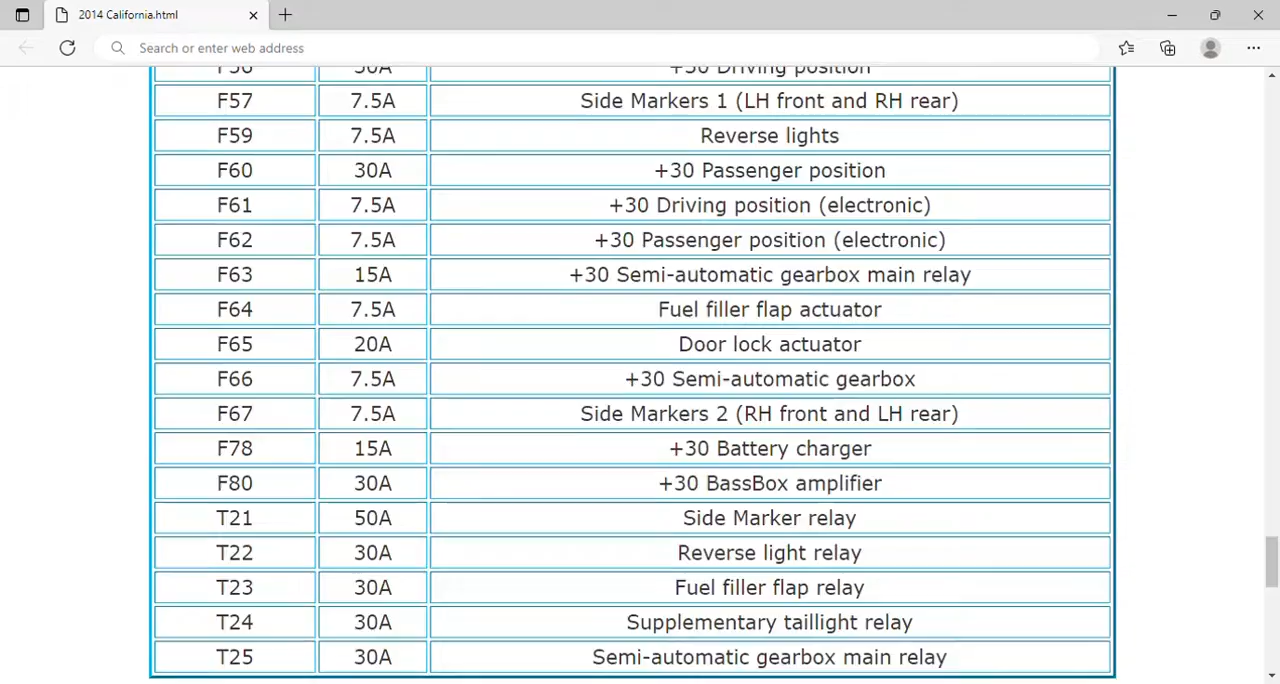 2014 California.html
Search or enter web address
F56 30A +30 Driving position
F57 7.5A Side Markers 1 (LH front and RH rear)
F59 7.5A Reverse lights
F60 30A +30 Passenger position
F61 7.5A +30 Driving position (electronic)
F62 7.5A +30 Passenger position (electronic)
F63 15A +30 Semi-automatic gearbox main relay
F64 7.5A Fuel filler flap actuator
F65 20A Door lock actuator
F66 7.5A +30 Semi-automatic gearbox
F67 7.5A Side Markers 2 (RH front and LH rear)
F78 15A +30 Battery charger
F80 30A +30 BassBox amplifier
T21 50A Side Marker relay
T22 30A Reverse light relay
T23 30A Fuel filler flap relay
T24 30A Supplementary taillight relay
T25 30A Semi-automatic gearbox main relay